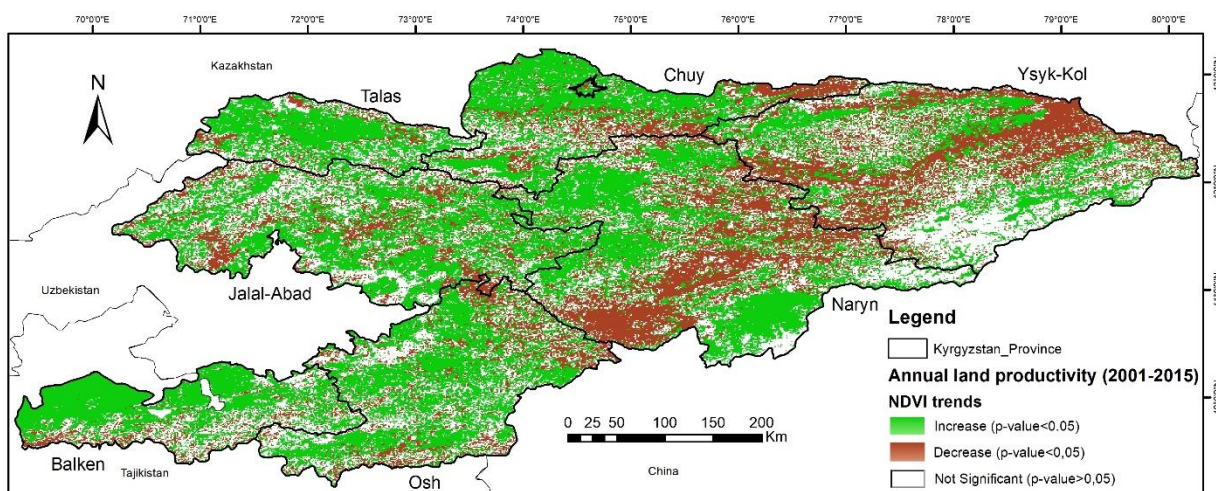 70°0'0"E 71°0'0"E 72°0'0"E 73°0'0"E 74°0'0"E 75°0'0"E 76°0'0"E 77°0'0"E 78°0'0"E 79°0'0"E 80°0'0"E
Kazakhstan
N
Chuy
Ysyk-Kol
Talas
Uzbekistan
Jalal-Abad
Naryn
Legend
Kyrgyzstan_Province
Annual land productivity (2001-2015)
NDVI trends
Increase (p-value<0.05)
Decrease (p-value<0,05)
Not Significant (p-value>0,05)
0 25 50 100 150 200
Km
Balken
Tajikistan
Osh
China